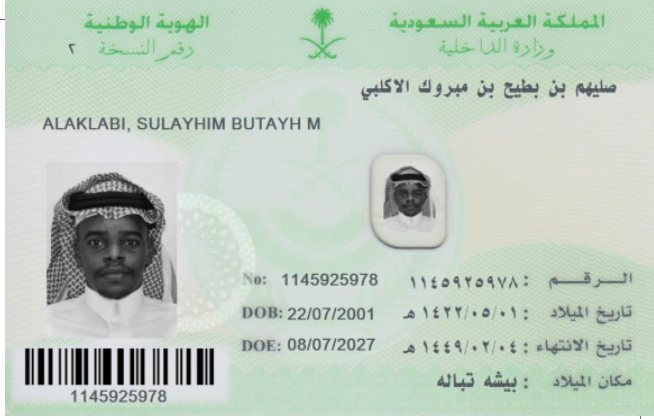 المملكة العربية السعودية
وزارة الداخلية
الهوية الوطنية
رقم النسخة ٢
صليهم بن بطيح بن مبروك الاكلبي
ALAKLABI, SULAYHIM BUTAYH M
الـرقـم : ١١٤٥٩٢٥٩٧٨ No: 1145925978
تاريخ الميلاد : ١٤٢٢/٠٥/٠١ هـ DOB: 22/07/2001
تاريخ الانتهاء : ١٤٤٩/٠٢/٠٤ هـ DOE: 08/07/2027
مكان الميلاد : بيشه تباله
1145925978